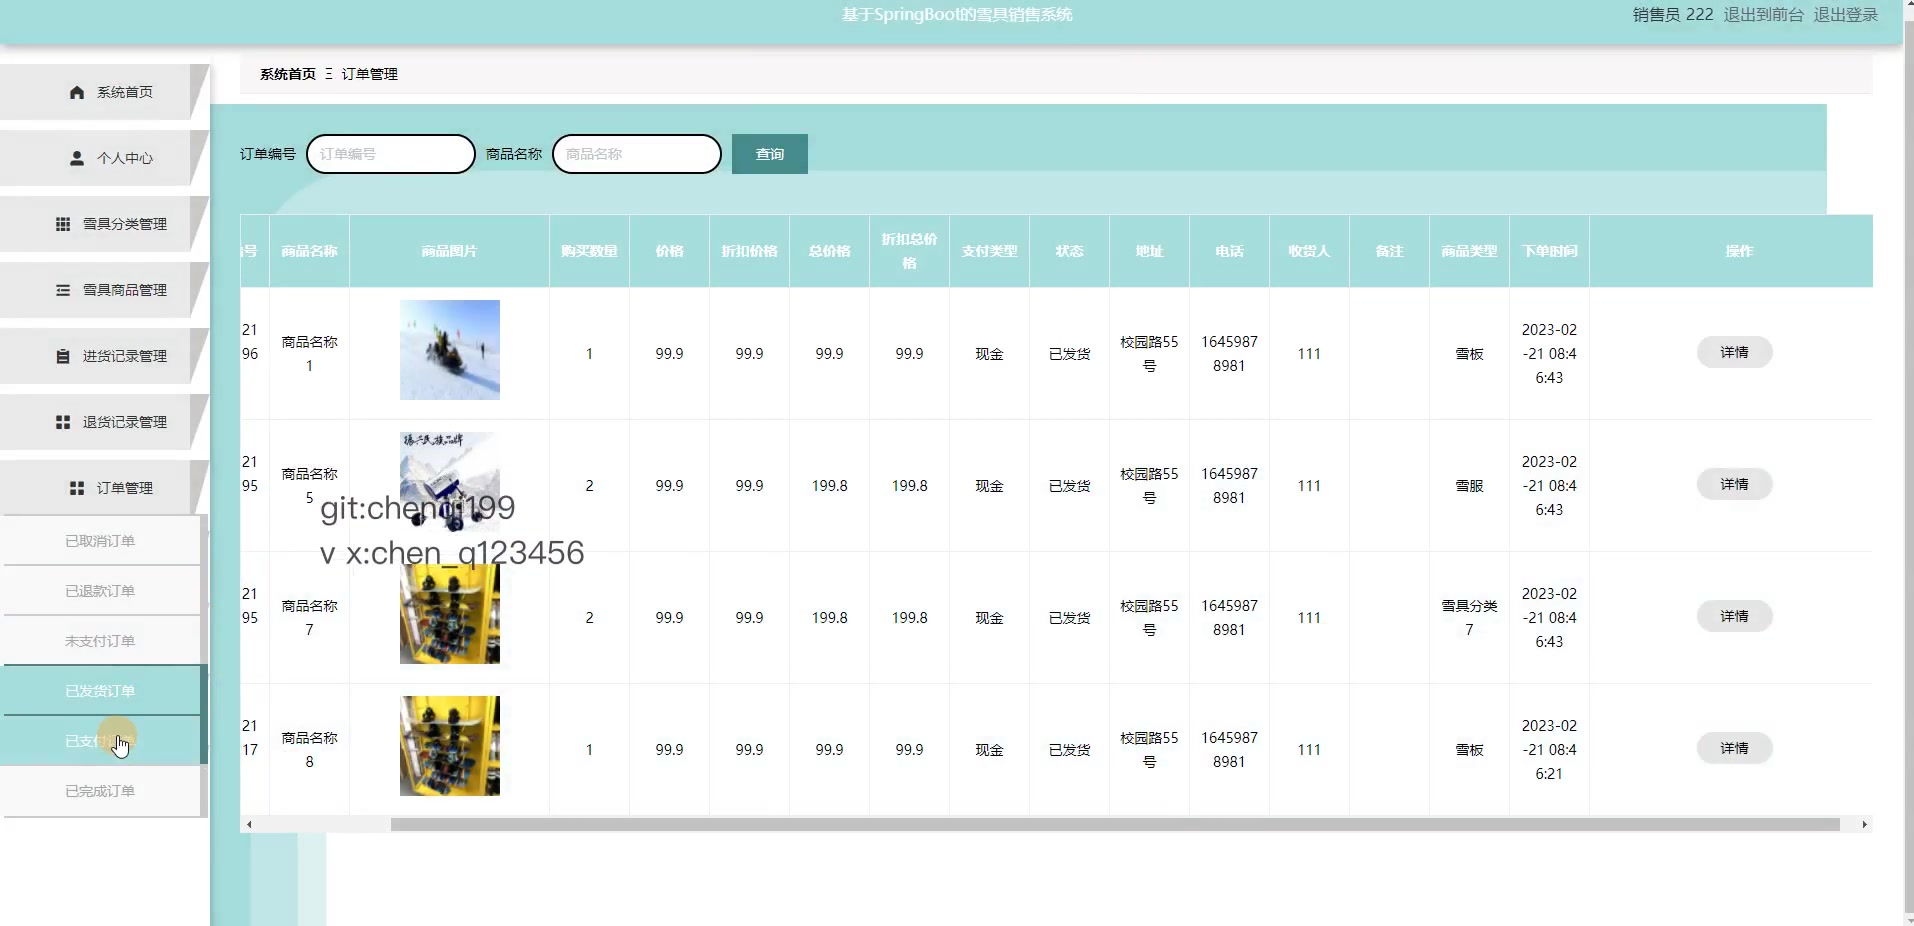 基于SpringBoot的雪具销售系统
销售员 222 退出到前台 退出登录
系统首页 订单管理
系统首页
个人中心
雪具分类管理
雪具商品管理
进货记录管理
退货记录管理
订单管理
已取消订单
已退款订单
未支付订单
已发货订单
已支付订单
已完成订单
订单编号 订单编号 商品名称 商品名称 查询
号 商品名称 商品图片 购买数量 价格 折扣价格 总价格 折扣总价格 支付类型 状态 地址 电话 收货人 备注 商品类型 下单时间 操作
2196 商品名称1 1 99.9 99.9 99.9 99.9 现金 已发货 校园路55号 16459878981 111 雪板 2023-02-21 08:46:43 详情
2195 商品名称5 2 99.9 99.9 199.8 199.8 现金 已发货 校园路55号 16459878981 111 雪服 2023-02-21 08:46:43 详情
振兴民族品牌
git:chenqi199
v x:chen_q123456
2195 商品名称7 2 99.9 99.9 199.8 199.8 现金 已发货 校园路55号 16459878981 111 雪具分类7 2023-02-21 08:46:43 详情
2117 商品名称8 1 99.9 99.9 99.9 99.9 现金 已发货 校园路55号 16459878981 111 雪板 2023-02-21 08:46:21 详情